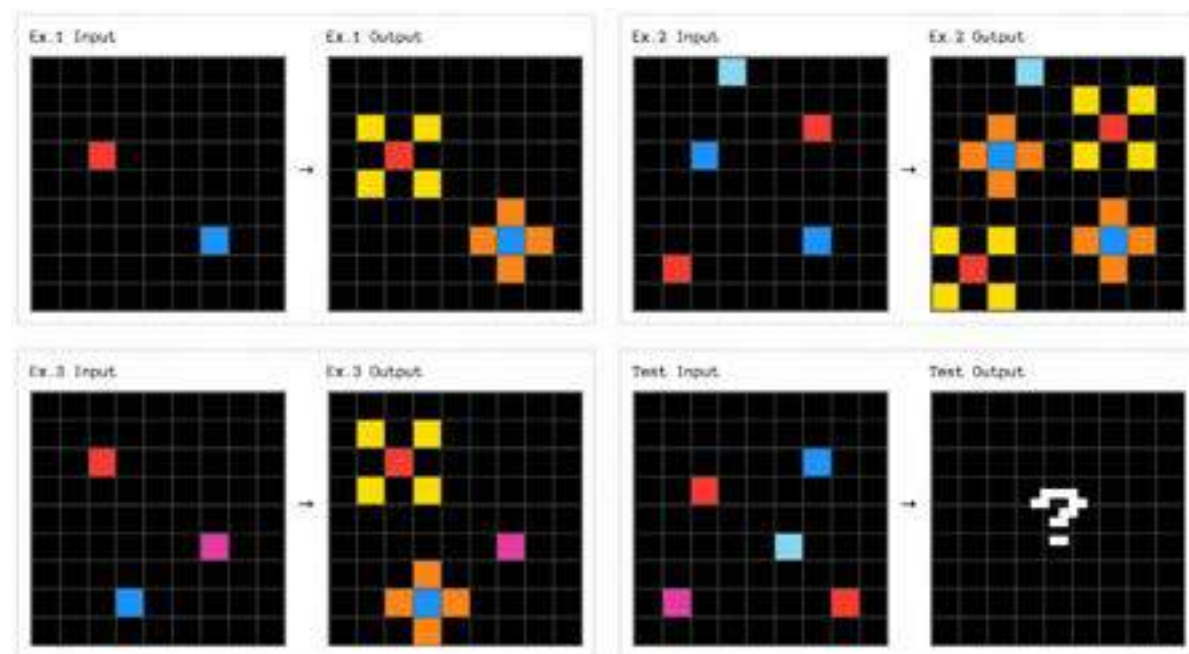 Ex.1 Input
Ex.1 Output
Ex.2 Input
Ex.2 Output
→
→
Ex.3 Input
Ex.3 Output
Test Input
Test Output
→
→
?